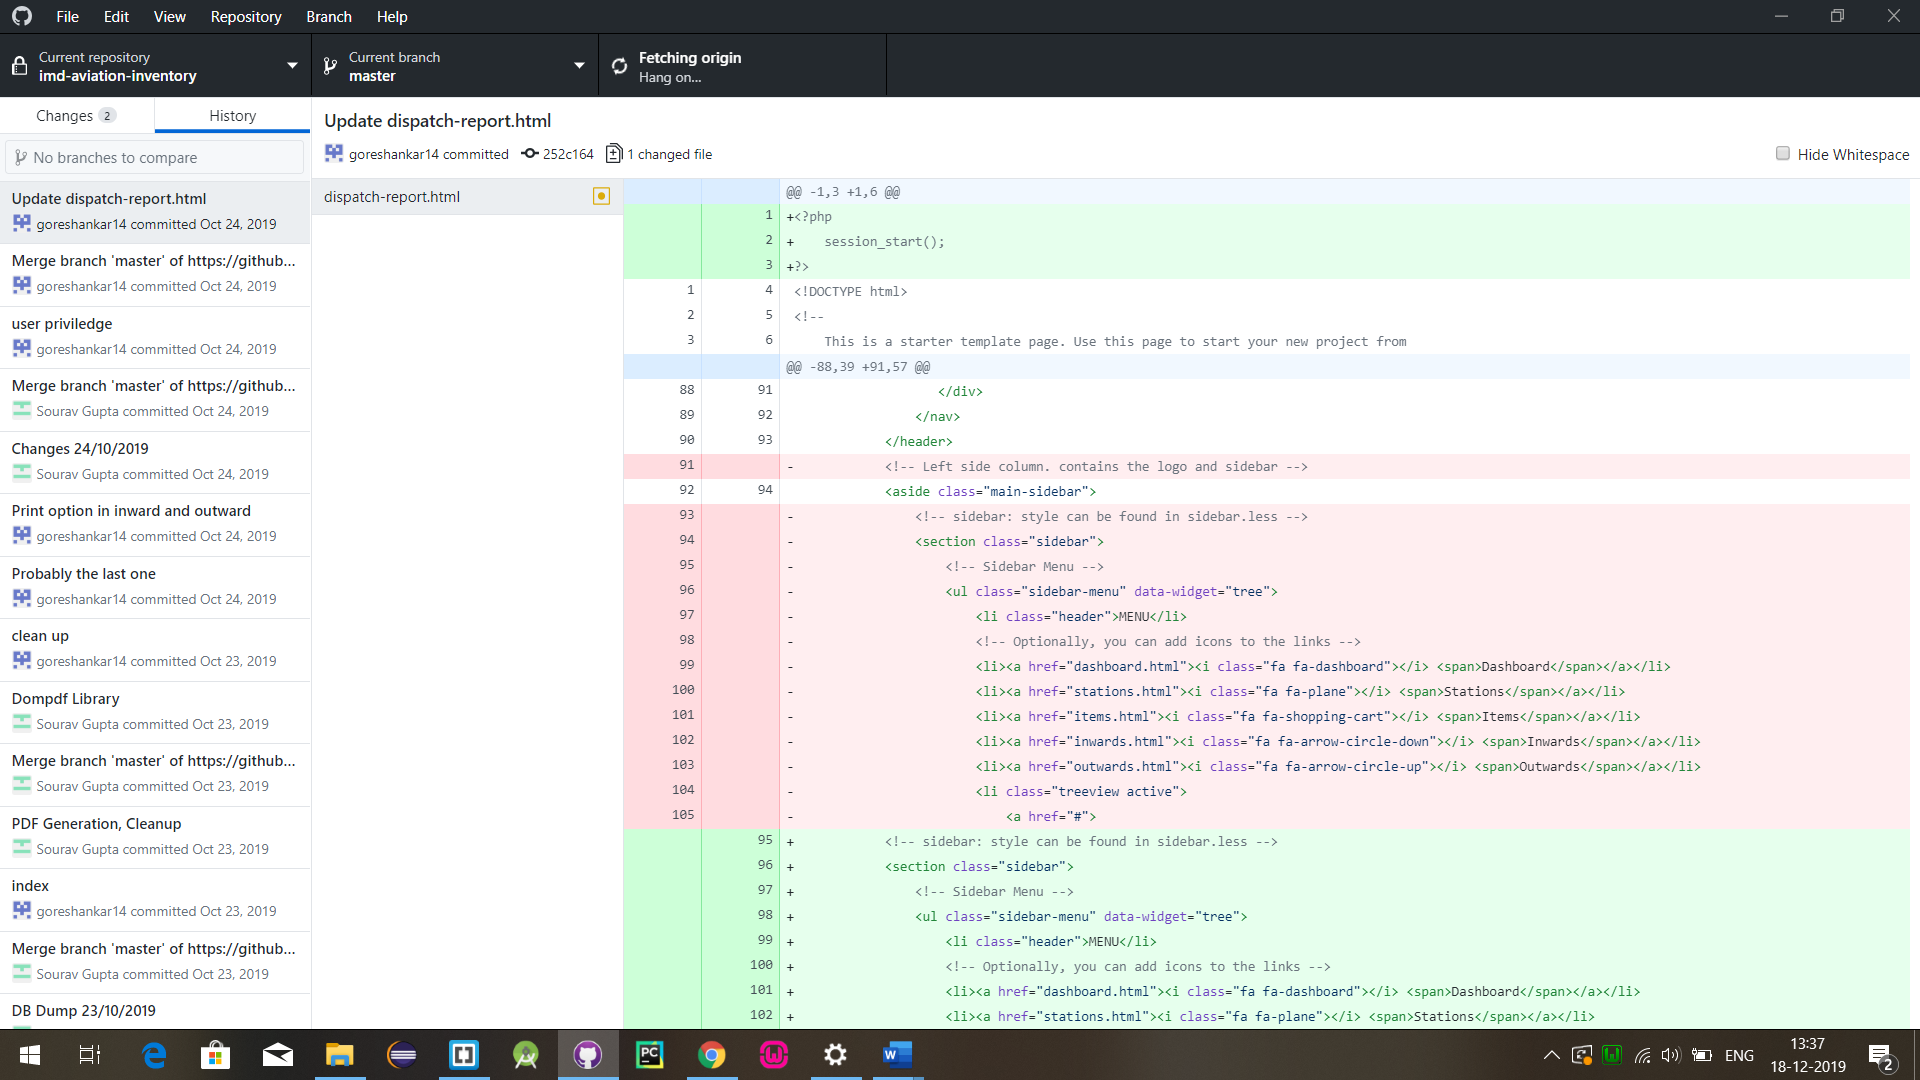 File Edit View Repository Branch Help
Current repository
imd-aviation-inventory
Current branch
master
Fetching origin
Hang on...
Changes 2
History
No branches to compare
Update dispatch-report.html
goreshankar14 committed Oct 24, 2019
Merge branch 'master' of https://github...
goreshankar14 committed Oct 24, 2019
user priviledge
goreshankar14 committed Oct 24, 2019
Merge branch 'master' of https://github...
Sourav Gupta committed Oct 24, 2019
Changes 24/10/2019
Sourav Gupta committed Oct 24, 2019
Print option in inward and outward
goreshankar14 committed Oct 24, 2019
Probably the last one
goreshankar14 committed Oct 24, 2019
clean up
goreshankar14 committed Oct 23, 2019
Dompdf Library
Sourav Gupta committed Oct 23, 2019
Merge branch 'master' of https://github...
Sourav Gupta committed Oct 23, 2019
PDF Generation, Cleanup
Sourav Gupta committed Oct 23, 2019
index
goreshankar14 committed Oct 23, 2019
Merge branch 'master' of https://github...
Sourav Gupta committed Oct 23, 2019
DB Dump 23/10/2019
Update dispatch-report.html
goreshankar14 committed 252c164 1 changed file
Hide Whitespace
dispatch-report.html
@@ -1,3 +1,6 @@
1 +<?php
2 + session_start();
3 +?>
1 4 <!DOCTYPE html>
2 5 <!--
3 6 This is a starter template page. Use this page to start your new project from
@@ -88,39 +91,57 @@
88 91 </div>
89 92 </nav>
90 93 </header>
91 - <!-- Left side column. contains the logo and sidebar -->
92 94 <aside class="main-sidebar">
93 - <!-- sidebar: style can be found in sidebar.less -->
94 - <section class="sidebar">
95 - <!-- Sidebar Menu -->
96 - <ul class="sidebar-menu" data-widget="tree">
97 - <li class="header">MENU</li>
98 - <!-- Optionally, you can add icons to the links -->
99 - <li><a href="dashboard.html"><i class="fa fa-dashboard"></i> <span>Dashboard</span></a></li>
100 - <li><a href="stations.html"><i class="fa fa-plane"></i> <span>Stations</span></a></li>
101 - <li><a href="items.html"><i class="fa fa-shopping-cart"></i> <span>Items</span></a></li>
102 - <li><a href="inwards.html"><i class="fa fa-arrow-circle-down"></i> <span>Inwards</span></a></li>
103 - <li><a href="outwards.html"><i class="fa fa-arrow-circle-up"></i> <span>Outwards</span></a></li>
104 - <li class="treeview active">
105 - <a href="#">
95 + <!-- sidebar: style can be found in sidebar.less -->
96 + <section class="sidebar">
97 + <!-- Sidebar Menu -->
98 + <ul class="sidebar-menu" data-widget="tree">
99 + <li class="header">MENU</li>
100 + <!-- Optionally, you can add icons to the links -->
101 + <li><a href="dashboard.html"><i class="fa fa-dashboard"></i> <span>Dashboard</span></a></li>
102 + <li><a href="stations.html"><i class="fa fa-plane"></i> <span>Stations</span></a></li>
PC
W
ENG
13:37
18-12-2019
2